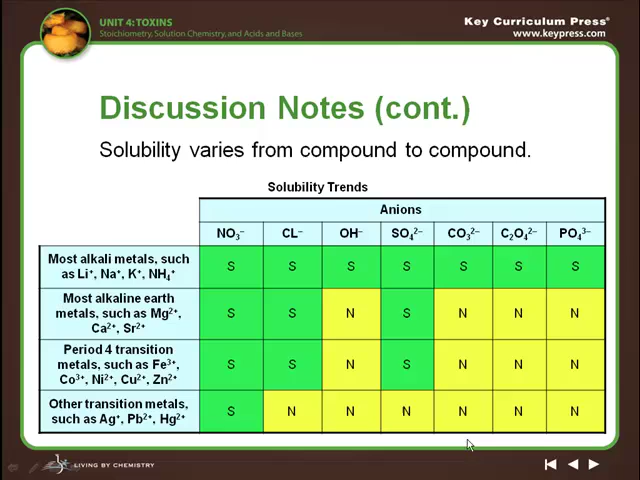 UNIT 4: TOXINS
Stoichiometry, Solution Chemistry, and Acids and Bases
Key Curriculum Press®
www.keypress.com
Discussion Notes (cont.)
Solubility varies from compound to compound.
Solubility Trends
Anions
NO₃⁻ CL⁻ OH⁻ SO₄²⁻ CO₃²⁻ C₂O₄²⁻ PO₄³⁻
Most alkali metals, such
as Li⁺, Na⁺, K⁺, NH₄⁺
S S S S S S S
Most alkaline earth
metals, such as Mg²⁺,
Ca²⁺, Sr²⁺
S S N S N N N
Period 4 transition
metals, such as Fe³⁺,
Co³⁺, Ni²⁺, Cu²⁺, Zn²⁺
S S N S N N N
Other transition metals,
such as Ag⁺, Pb²⁺, Hg²⁺
S N N N N N N
LIVING BY CHEMISTRY